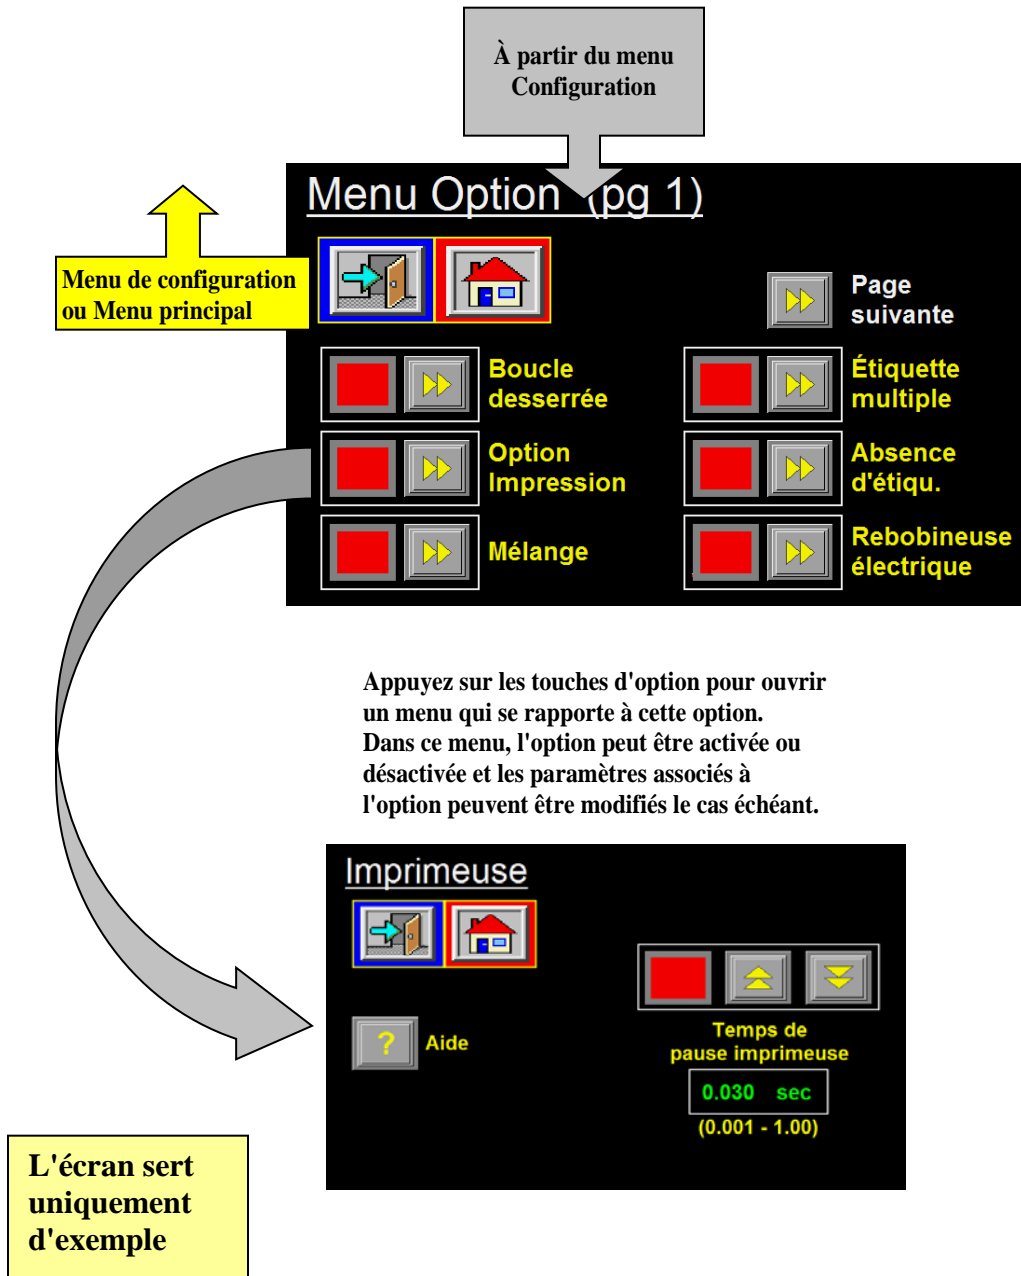 À partir du menu
Configuration
Menu Option (pg 1)
Menu de configuration
ou Menu principal
Page
suivante
Boucle
desserrée
Étiquette
multiple
Option
Impression
Absence
d'étiqu.
Mélange
Rebobineuse
électrique
Appuyez sur les touches d'option pour ouvrir
un menu qui se rapporte à cette option.
Dans ce menu, l'option peut être activée ou
désactivée et les paramètres associés à
l'option peuvent être modifiés le cas échéant.
Imprimeuse
? Aide
Temps de
pause imprimeuse
0.030 sec
(0.001 - 1.00)
L'écran sert
uniquement
d'exemple